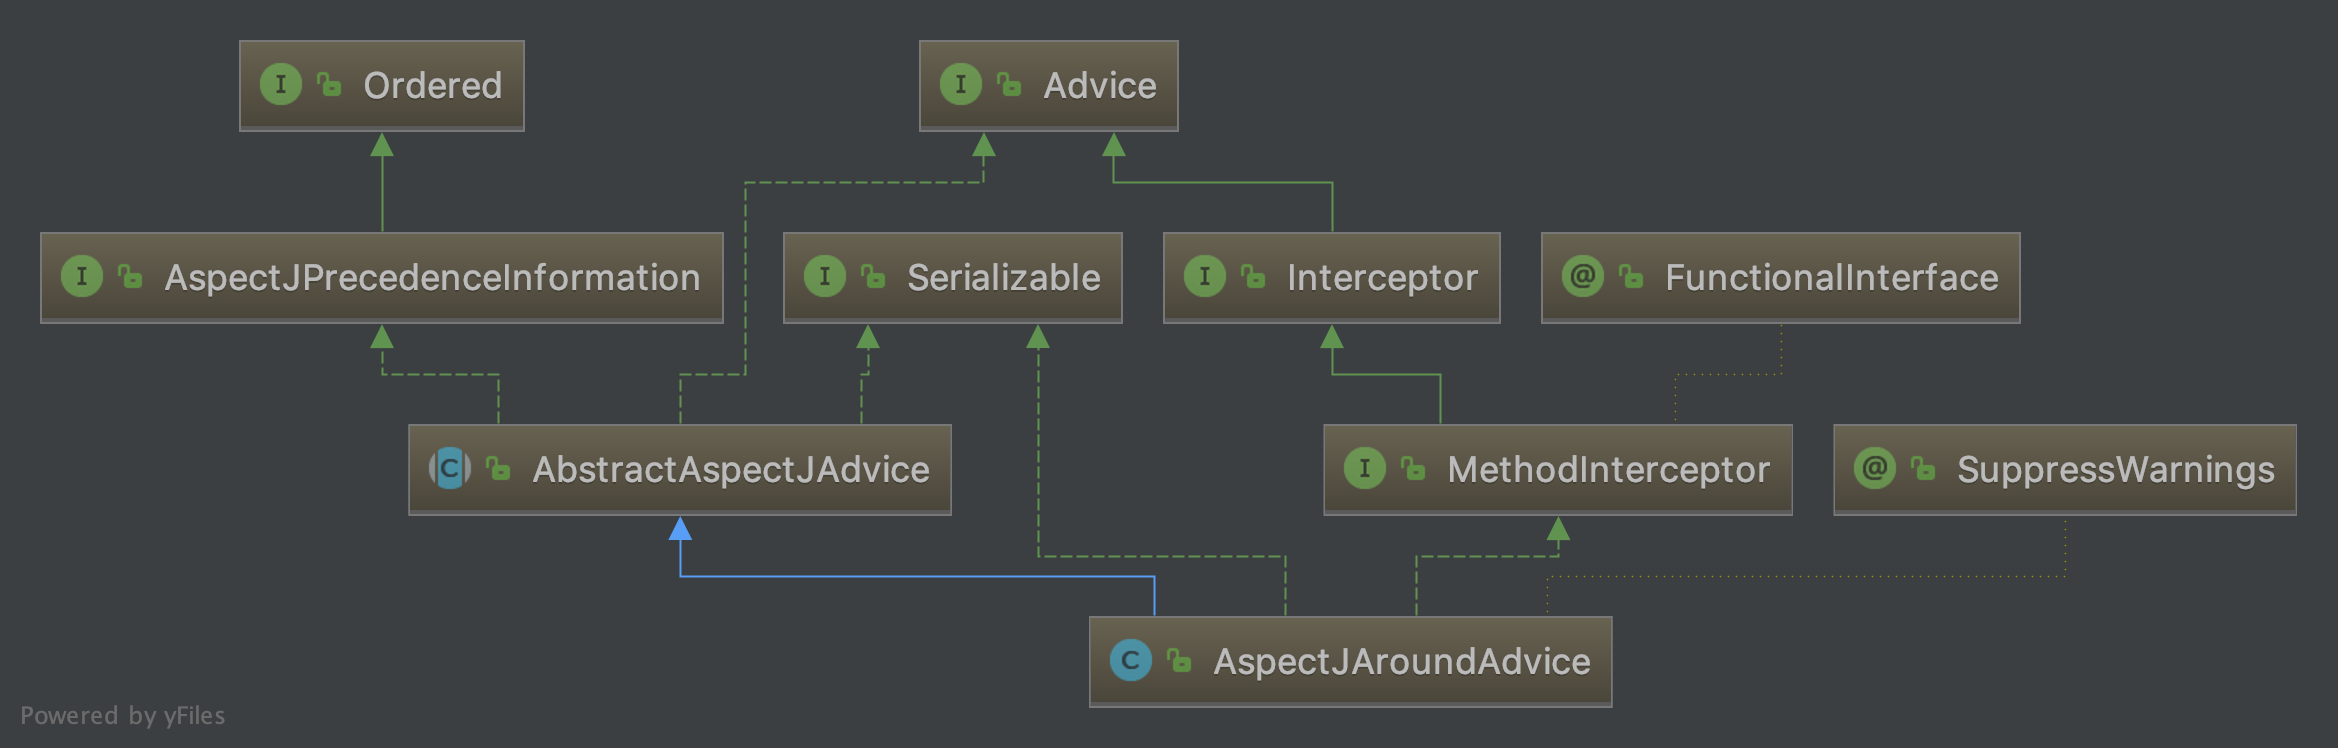 I Ordered
I Advice
I AspectJPrecedenceInformation
I Serializable
I Interceptor
@ FunctionalInterface
C AbstractAspectJAdvice
I MethodInterceptor
@ SuppressWarnings
C AspectJAroundAdvice
Powered by yFiles